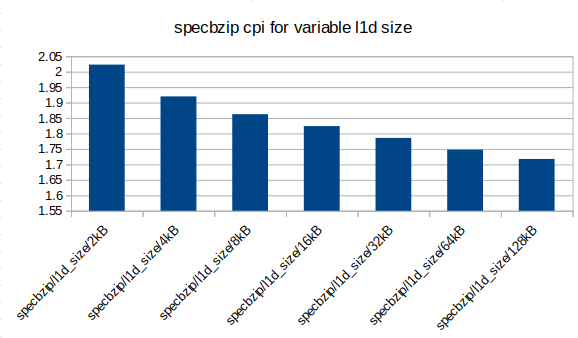 specbzip cpi for variable l1d size
2.05
2
1.95
1.9
1.85
1.8
1.75
1.7
1.65
1.6
1.55
specbzip/l1d_size/2kB
specbzip/l1d_size/4kB
specbzip/l1d_size/8kB
specbzip/l1d_size/16kB
specbzip/l1d_size/32kB
specbzip/l1d_size/64kB
specbzip/l1d_size/128kB